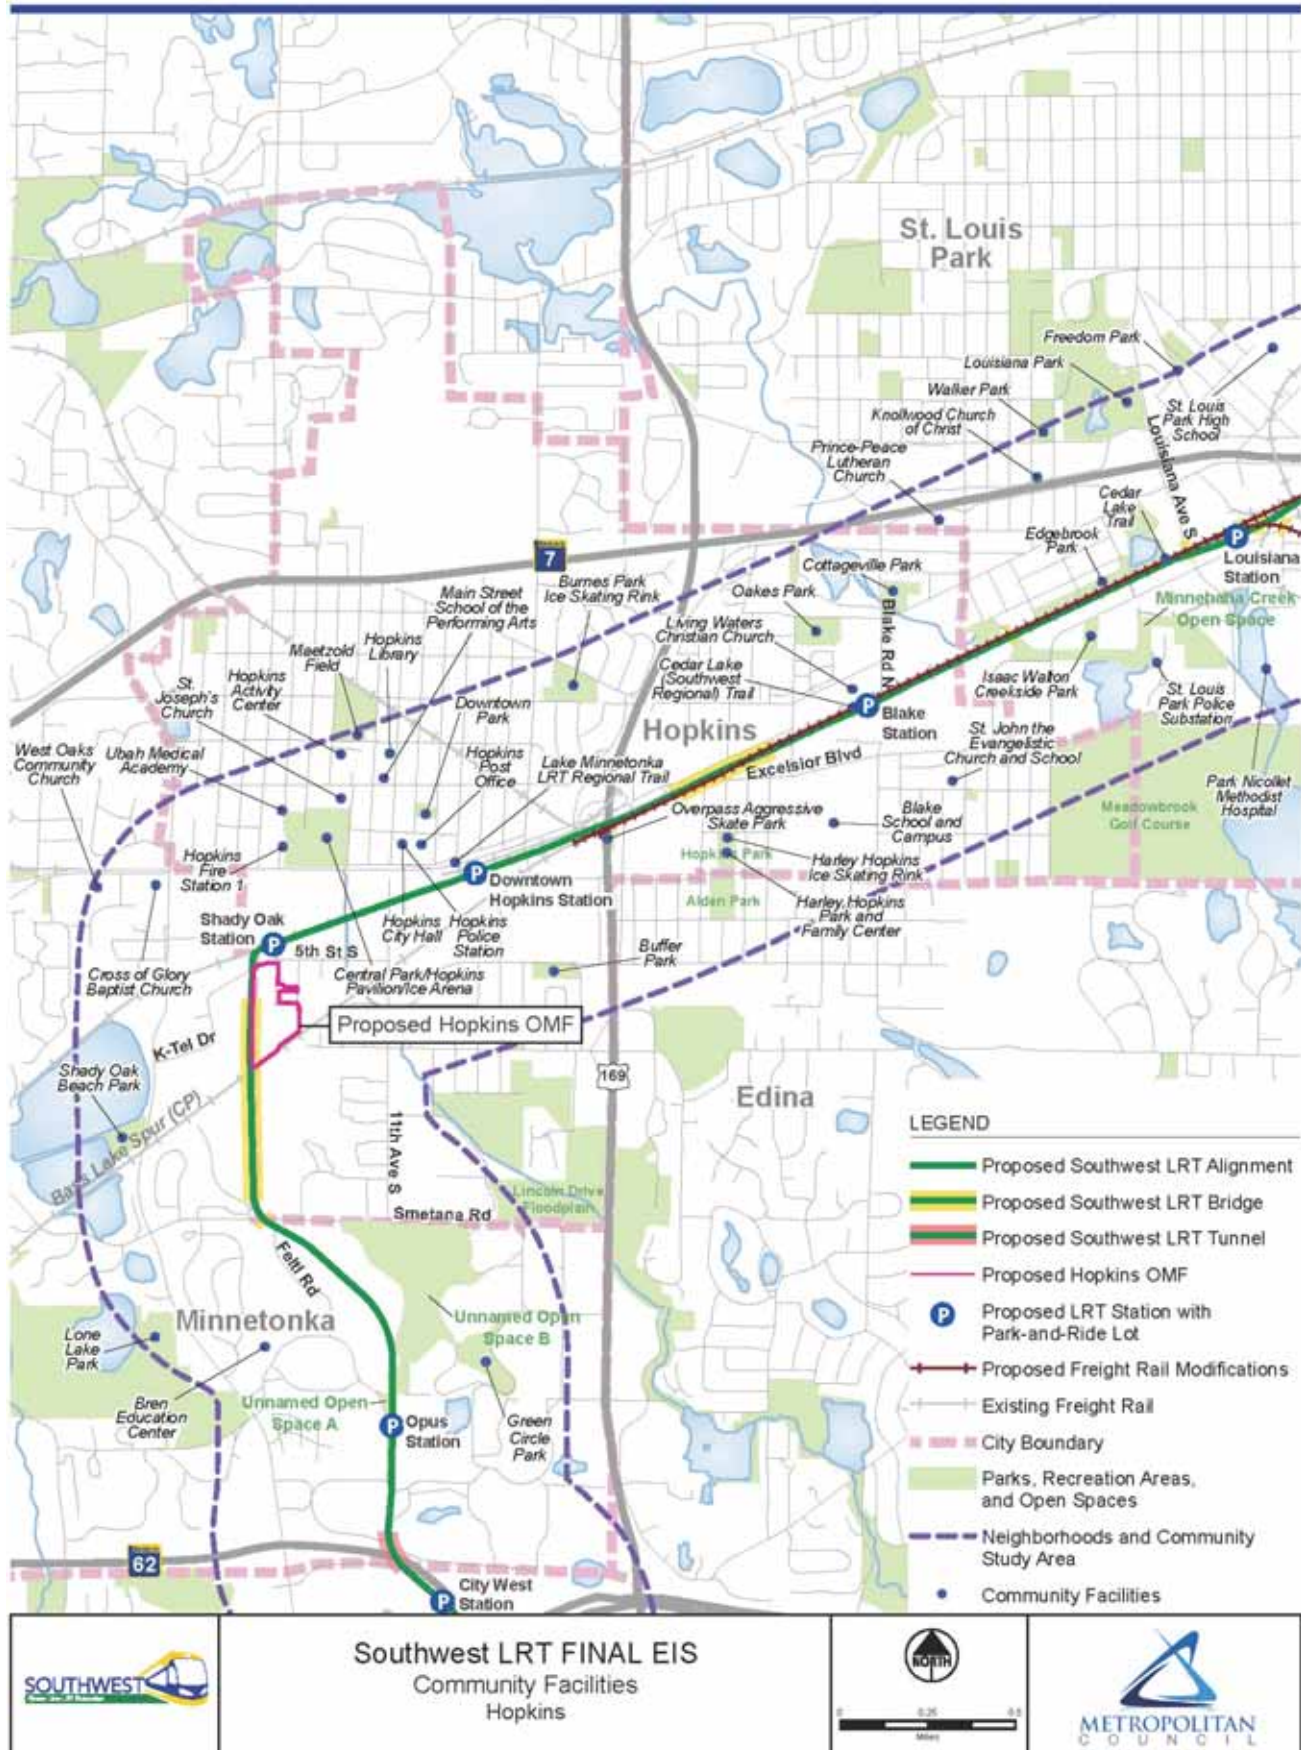 St. Louis
Park
Freedom Park
Louisiana Park
Walker Park
Knollwood Church
of Christ
St. Louis
Park High
School
Prince-Peace
Lutheran
Church
Louisiana Ave S
Cedar
Lake
Trail
Edgebrook
Park
Louisiana
Station
7
Cottageville Park
Burnes Park
Ice Skating Rink
Oakes Park
Main Street
School of the
Performing Arts
Minnehaha Creek
Open Space
Living Waters
Christian Church
Blake Rd N
Hopkins
Library
Maetzold
Field
Cedar Lake
(Southwest
Regional) Trail
Isaac Walton
Creekside Park
St. Louis
Park Police
Substation
Hopkins
Activity
Center
St.
Joseph's
Church
Downtown
Park
Hopkins
Blake
Station
St. John the
Evangelistic
Church and School
West Oaks
Community
Church
Ubah Medical
Academy
Hopkins
Post
Office
Lake Minnetonka
LRT Regional Trail
Excelsior Blvd
Park Nicollet
Methodist
Hospital
Overpass Aggressive
Skate Park
Blake
School and
Campus
Meadowbrook
Golf Course
Hopkins
Fire
Station 1
Hopkins Park
Harley Hopkins
Ice Skating Rink
Downtown
Hopkins Station
Alden Park
Harley Hopkins
Park and
Family Center
Shady Oak
Station
5th St S
Hopkins
City Hall
Hopkins
Police
Station
Buffer
Park
Cross of Glory
Baptist Church
Central Park/Hopkins
Pavilion/Ice Arena
Proposed Hopkins OMF
K-Tel Dr
Shady Oak
Beach Park
169
Edina
Bass Lake Spur (CP)
11th Ave S
Lincoln Drive
Floodplain
Smetana Rd
Feltl Rd
Minnetonka
Unnamed Open
Space B
Lone
Lake
Park
Bren
Education
Center
Unnamed Open
Space A
Opus
Station
Green
Circle
Park
62
City West
Station
LEGEND
Proposed Southwest LRT Alignment
Proposed Southwest LRT Bridge
Proposed Southwest LRT Tunnel
Proposed Hopkins OMF
P Proposed LRT Station with
Park-and-Ride Lot
Proposed Freight Rail Modifications
Existing Freight Rail
City Boundary
Parks, Recreation Areas,
and Open Spaces
Neighborhoods and Community
Study Area
Community Facilities
SOUTHWEST
Southwest LRT FINAL EIS
Community Facilities
Hopkins
NORTH
0 0.25 0.5
Miles
METROPOLITAN
COUNCIL